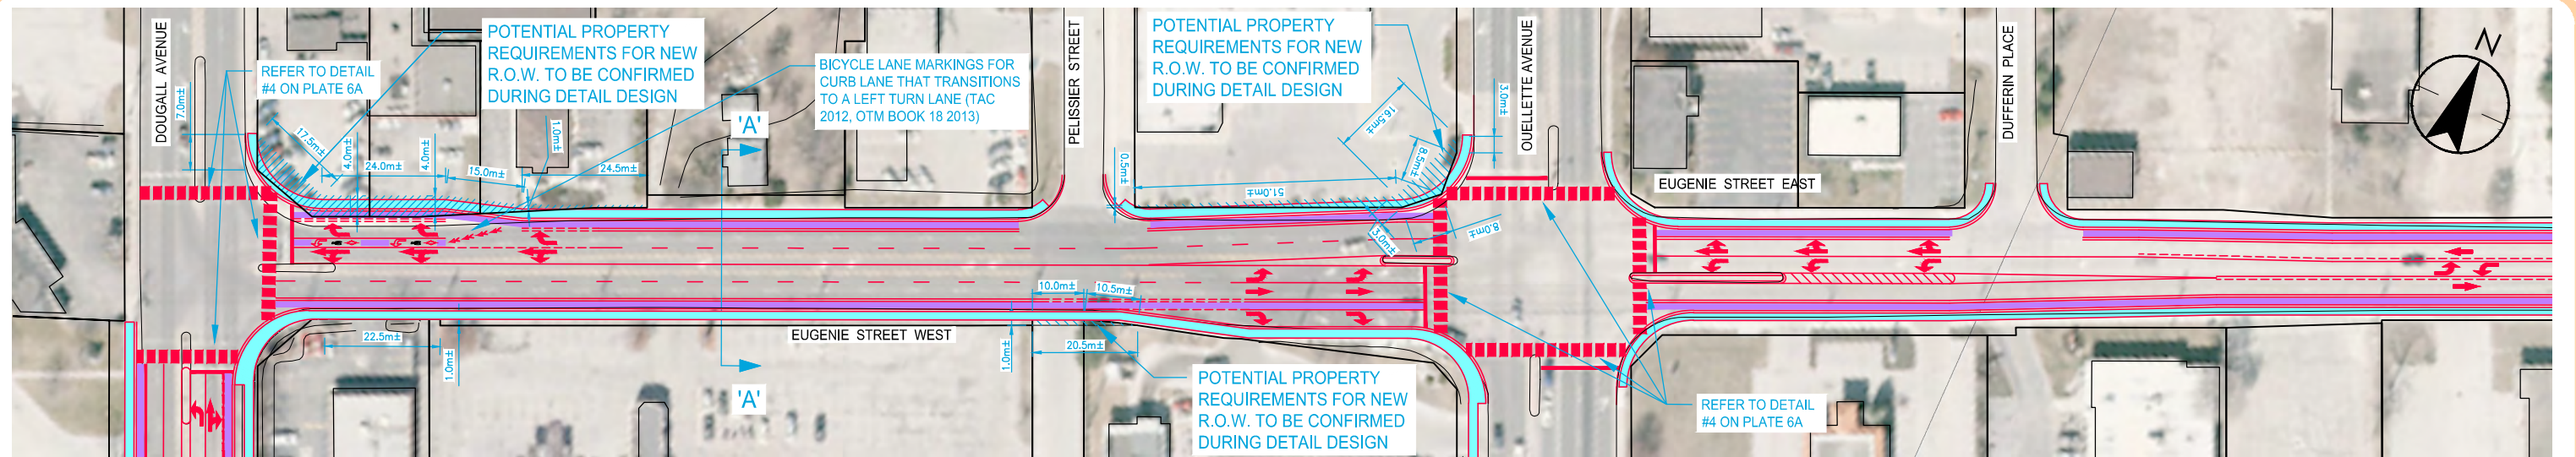 DOUGALL AVENUE
7.0m±
REFER TO DETAIL
#4 ON PLATE 6A
17.5m±
4.0m±
24.0m±
4.0m±
15.0m±
POTENTIAL PROPERTY
REQUIREMENTS FOR NEW
R.O.W. TO BE CONFIRMED
DURING DETAIL DESIGN
1.0m±
24.5m±
'A'
BICYCLE LANE MARKINGS FOR
CURB LANE THAT TRANSITIONS
TO A LEFT TURN LANE (TAC
2012, OTM BOOK 18 2013)
PELISSIER STREET
0.5m±
POTENTIAL PROPERTY
REQUIREMENTS FOR NEW
R.O.W. TO BE CONFIRMED
DURING DETAIL DESIGN
51.0m±
16.5m±
8.5m±
3.0m±
8.0m±
3.0m±
OUELLETTE AVENUE
EUGENIE STREET EAST
DUFFERIN PLACE
N
22.5m±
1.0m±
'A'
EUGENIE STREET WEST
10.0m±
10.5m±
1.0m±
20.5m±
POTENTIAL PROPERTY
REQUIREMENTS FOR NEW
R.O.W. TO BE CONFIRMED
DURING DETAIL DESIGN
REFER TO DETAIL
#4 ON PLATE 6A